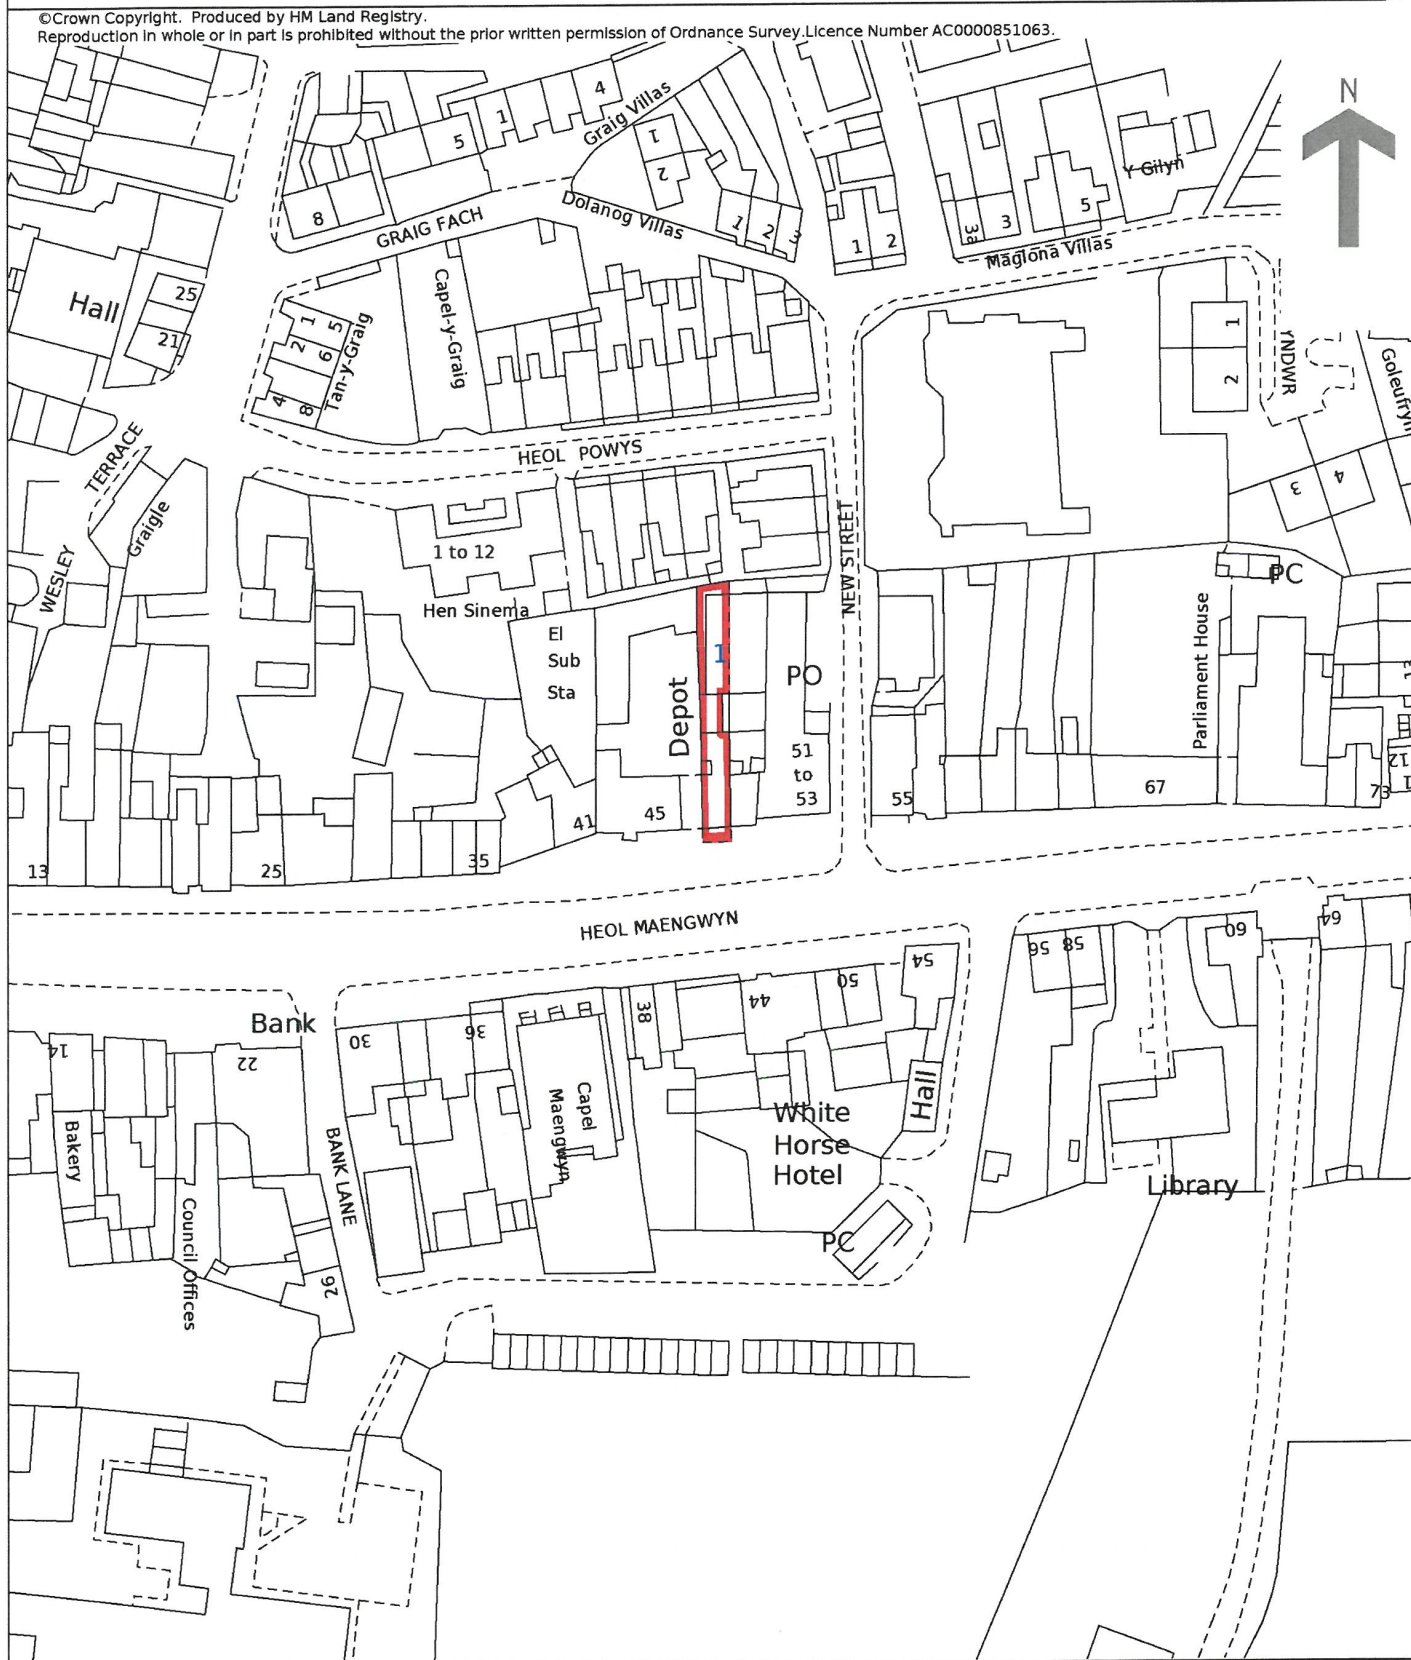 ©Crown Copyright. Produced by HM Land Registry.
Reproduction in whole or in part is prohibited without the prior written permission of Ordnance Survey.Licence Number AC0000851063.
N
4
1
5
Graig Villas
1
2
8
GRAIG FACH
Dolanog Villas
1
2
3
1
2
3a
3
5
Y Gilyn
Maglona Villas
Hall
25
21
1
5
2
6
4
8
Tan-y-Graig
Capel-y-Graig
1
2
YNDWR
Goleufryn
3
4
TERRACE
HEOL POWYS
Graigle
WESLEY
1 to 12
Hen Sinema
NEW STREET
El
Sub
Sta
1
Depot
PO
51
to
53
PC
Parliament House
12
1
13
25
35
41
45
55
67
73
HEOL MAENGWYN
54
56
58
60
64
Bank
14
22
30
36
38
44
50
Bakery
BANK LANE
Capel
Maengwyn
Hall
White
Horse
Hotel
Library
Council Offices
26
PC